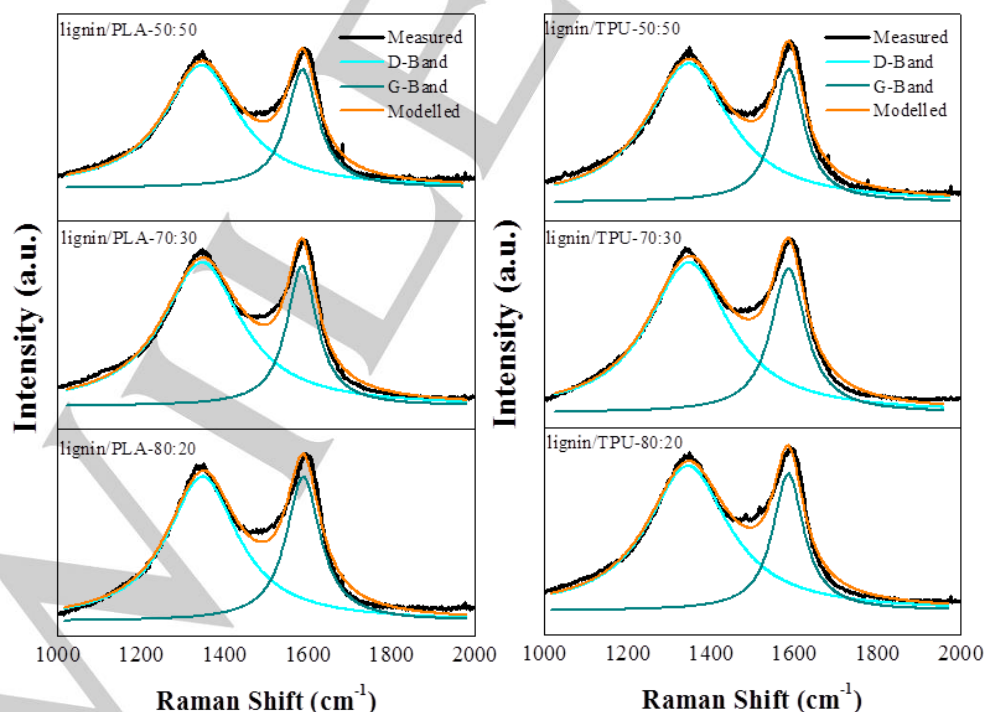 lignin/PLA-50:50
Measured
D-Band
G-Band
Modelled
lignin/PLA-70:30
lignin/PLA-80:20
Intensity (a.u.)
1000 1200 1400 1600 1800 2000
Raman Shift (cm⁻¹)
lignin/TPU-50:50
Measured
D-Band
G-Band
Modelled
lignin/TPU-70:30
lignin/TPU-80:20
Intensity (a.u.)
1000 1200 1400 1600 1800 2000
Raman Shift (cm⁻¹)